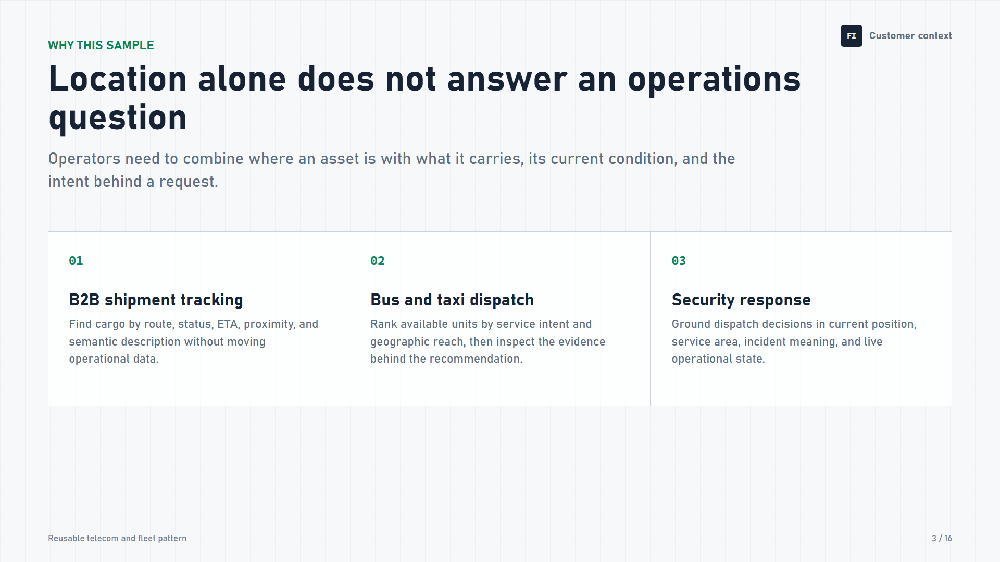 FI
Customer context
WHY THIS SAMPLE
Location alone does not answer an operations
question
Operators need to combine where an asset is with what it carries, its current condition, and the
intent behind a request.
01
B2B shipment tracking
Find cargo by route, status, ETA, proximity, and
semantic description without moving
operational data.
02
Bus and taxi dispatch
Rank available units by service intent and
geographic reach, then inspect the evidence
behind the recommendation.
03
Security response
Ground dispatch decisions in current position,
service area, incident meaning, and live
operational state.
Reusable telecom and fleet pattern
3 / 16